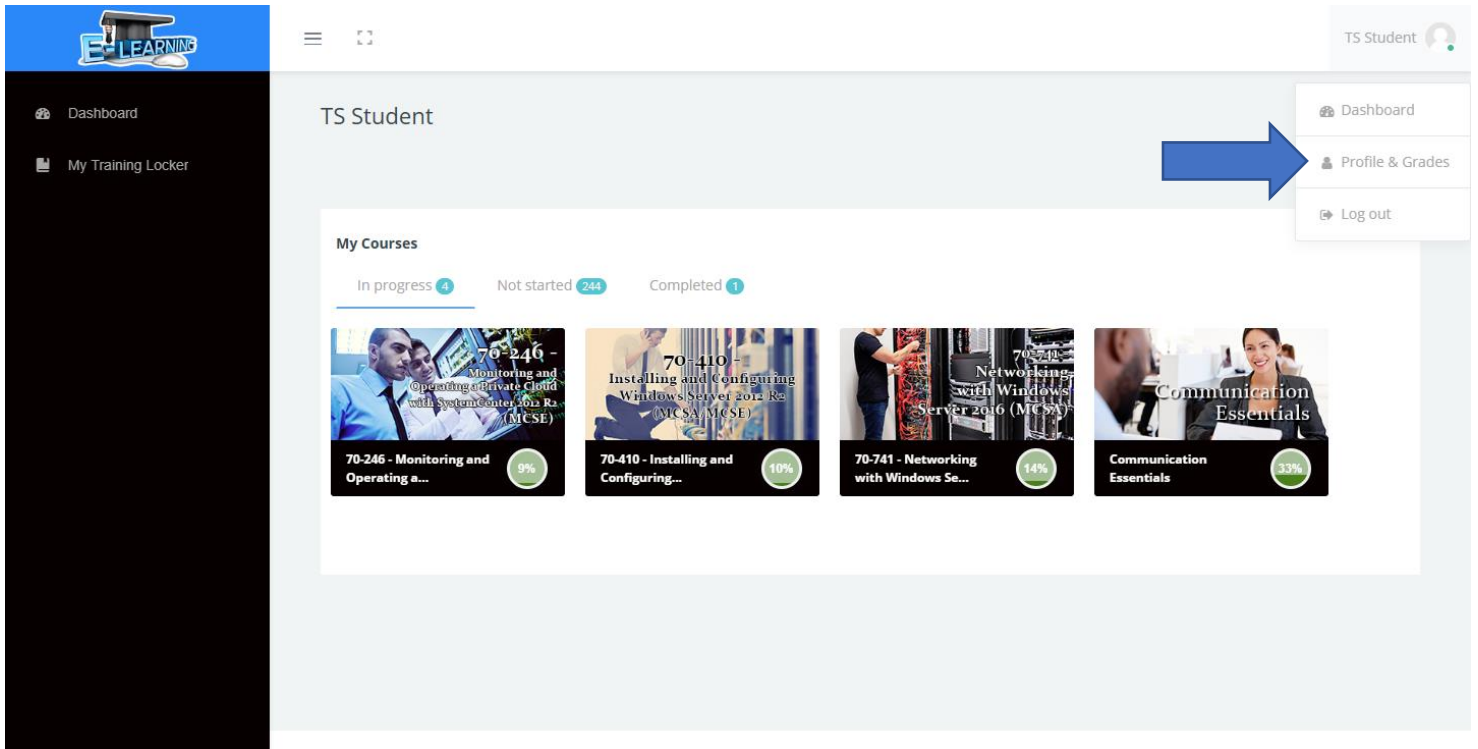 E-LEARNING
TS Student
Dashboard
My Training Locker
TS Student
Dashboard
Profile & Grades
Log out
My Courses
In progress 4
Not started 244
Completed 1
70-246 -
Monitoring and
Operating a Private Cloud
with System Center 2012 R2
(MCSE)
70-246 - Monitoring and
Operating a...
9%
70-410 -
Installing and Configuring
Windows Server 2012 R2
(MCSA/MCSE)
70-410 - Installing and
Configuring...
10%
70-741-
Networking
with Windows
Server 2016 (MCSA)
70-741 - Networking
with Windows Se...
14%
Communication
Essentials
Communication
Essentials
33%